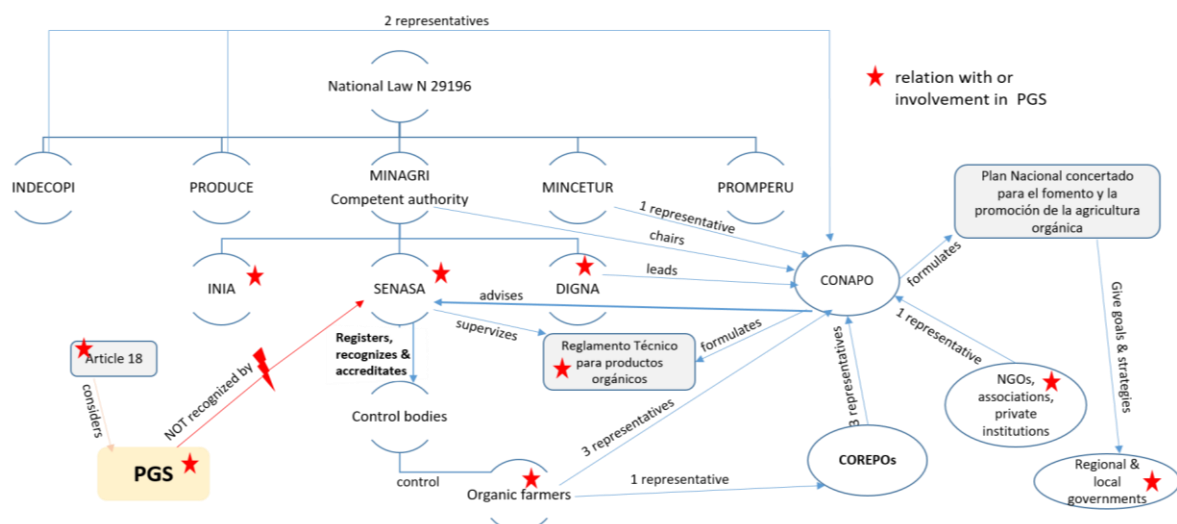 2 representatives
National Law N 29196
relation with or
involvement in PGS
INDECOPI
PRODUCE
MINAGRI
Competent authority
MINCETUR
PROMPERU
Plan Nacional concertado
para el fomento y la
promoción de la agricultura
orgánica
1 representative
chairs
INIA
SENASA
DIGNA
leads
CONAPO
formulates
advises
supervizes
formulates
Give goals & strategies
1 representative
Registers,
recognizes &
accreditates
Reglamento Técnico
para productos
orgánicos
3 representatives
Article 18
considers
NOT recognized by
NGOs,
associations,
private
institutions
Control bodies
3 representatives
PGS
COREPOs
control
Organic farmers
1 representative
Regional &
local
governments